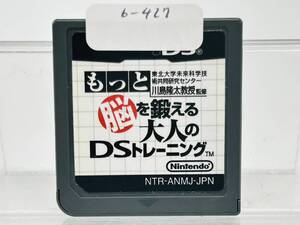 6-427
DS
もっと
東北大学未来科学技
術共同研究センター
川島隆太教授監修
脳を鍛える
大人の
DSトレーニング™
Nintendo
NTR-ANMJ-JPN